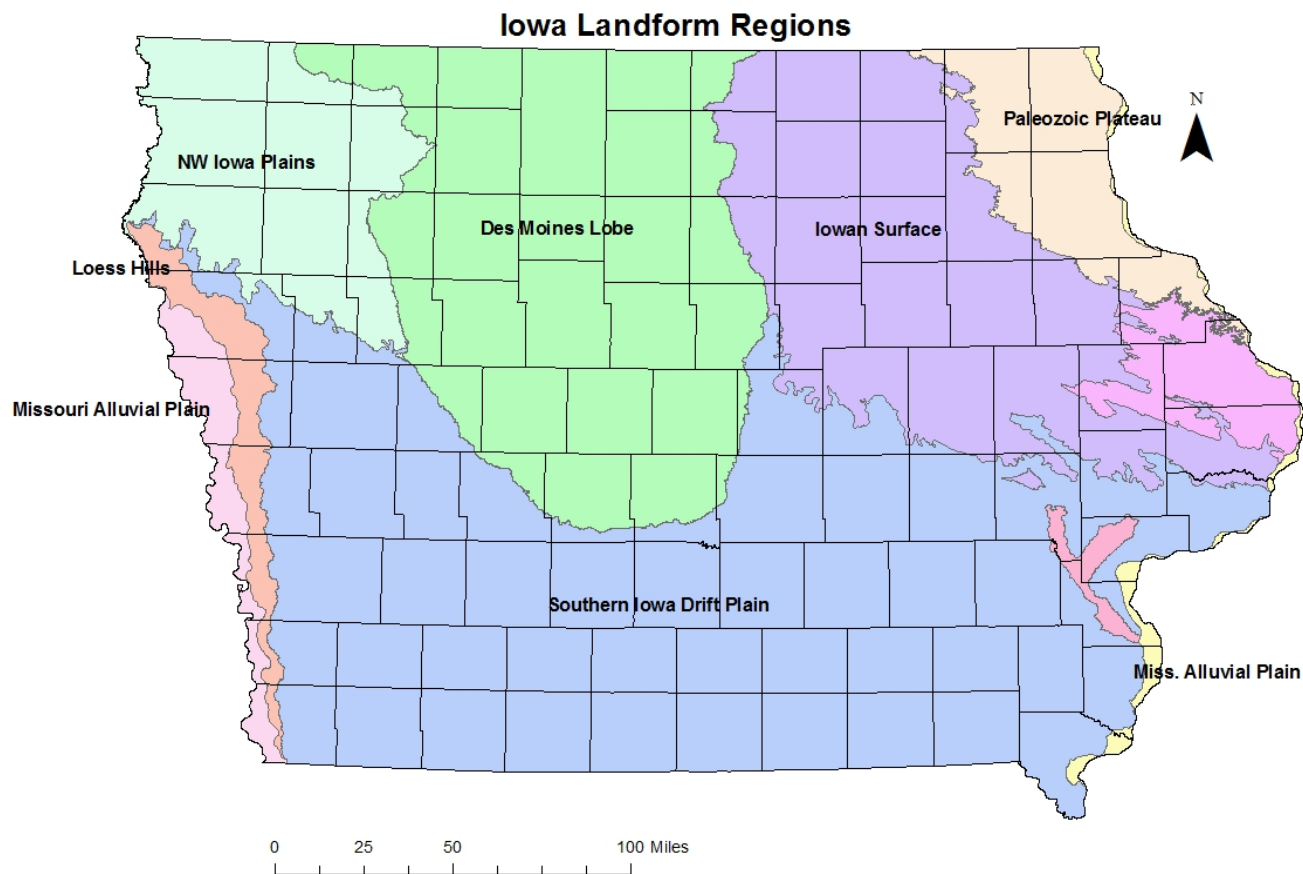 Iowa Landform Regions
N
Paleozoic Plateau
NW Iowa Plains
Des Moines Lobe
Iowan Surface
Loess Hills
Missouri Alluvial Plain
Southern Iowa Drift Plain
Miss. Alluvial Plain
0 25 50 100 Miles